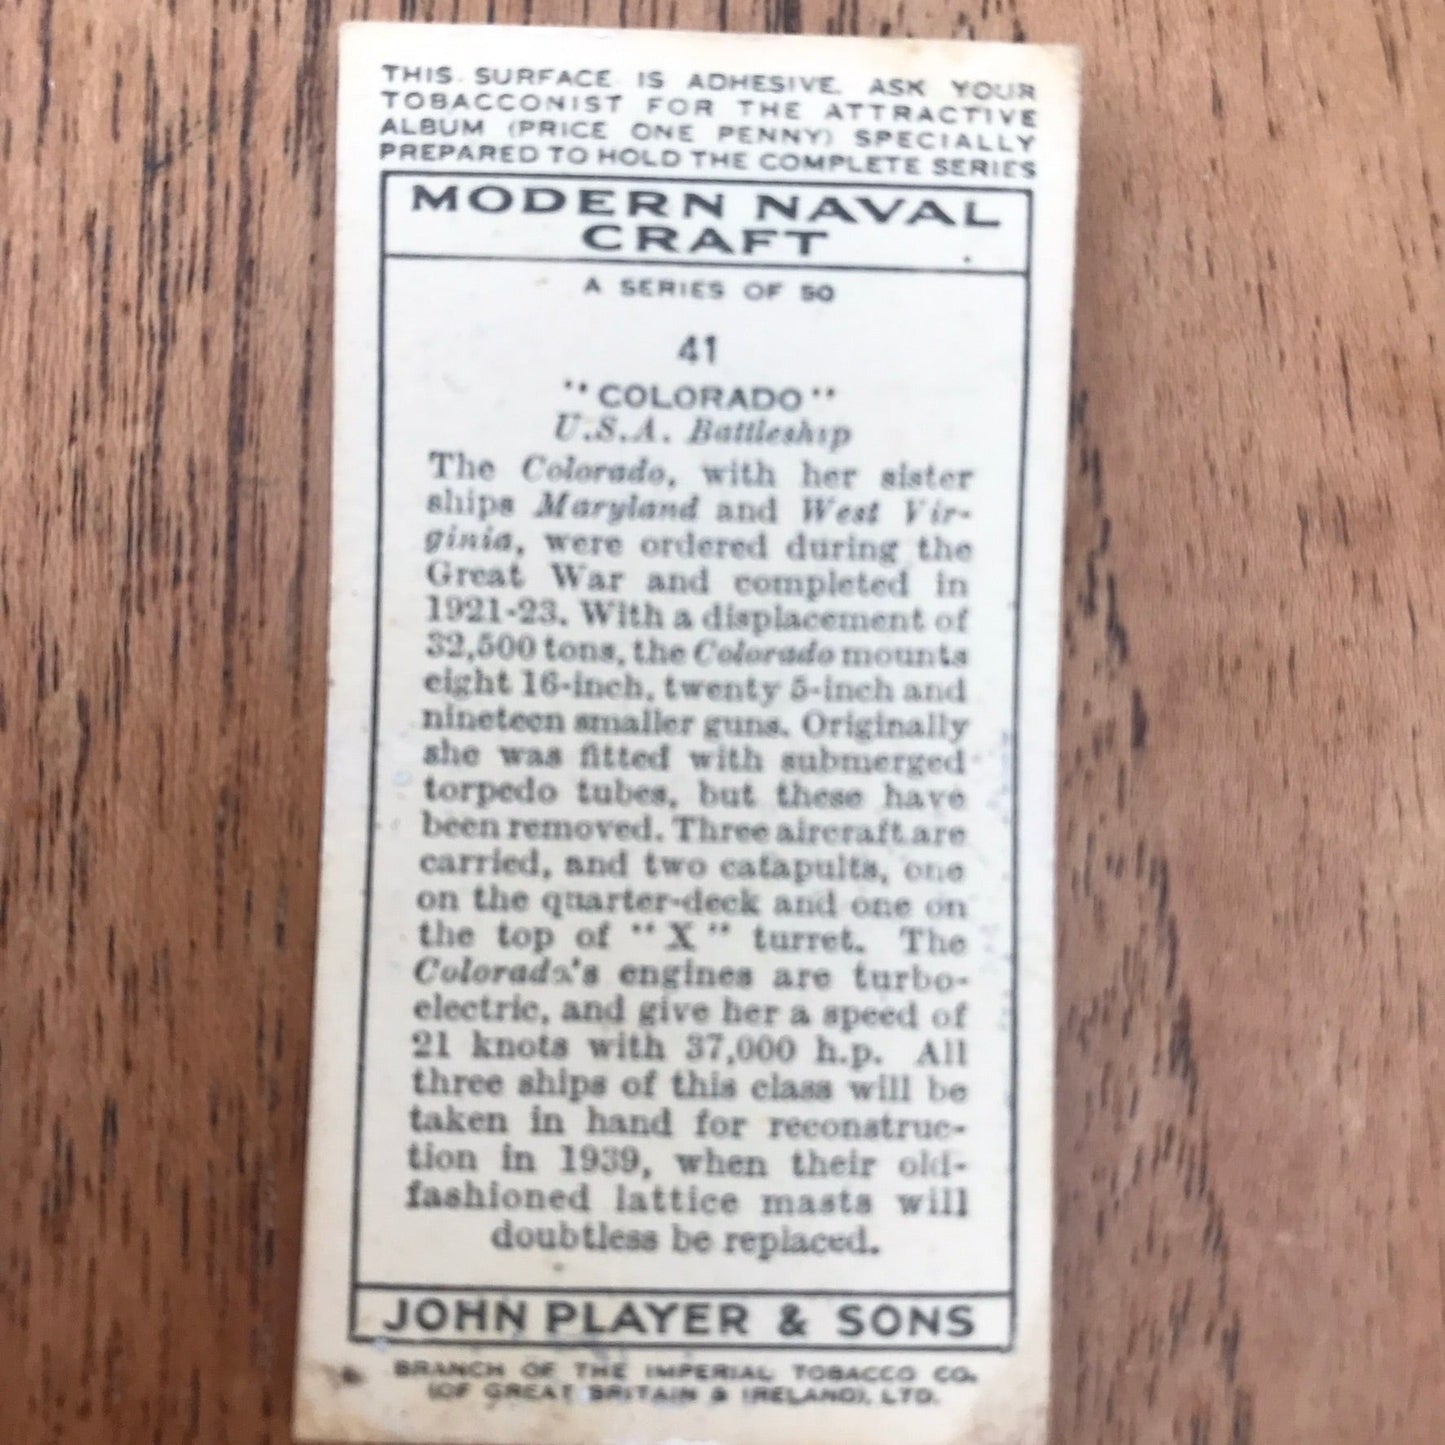 THIS SURFACE IS ADHESIVE. ASK YOUR
TOBACCONIST FOR THE ATTRACTIVE
ALBUM (PRICE ONE PENNY) SPECIALLY
PREPARED TO HOLD THE COMPLETE SERIES
MODERN NAVAL
CRAFT
A SERIES OF 50
41
"COLORADO"
U.S.A. Battleship
The Colorado, with her sister
ships Maryland and West Vir-
ginia, were ordered during the
Great War and completed in
1921-23. With a displacement of
32,500 tons, the Colorado mounts
eight 16-inch, twenty 5-inch and
nineteen smaller guns. Originally
she was fitted with submerged
torpedo tubes, but these have
been removed. Three aircraft are
carried, and two catapults, one
on the quarter-deck and one on
the top of "X" turret. The
Colorado's engines are turbo-
electric, and give her a speed of
21 knots with 37,000 h.p. All
three ships of this class will be
taken in hand for reconstruc-
tion in 1939, when their old-
fashioned lattice masts will
doubtless be replaced.
JOHN PLAYER & SONS
BRANCH OF THE IMPERIAL TOBACCO CO.
(OF GREAT BRITAIN & IRELAND), LTD.